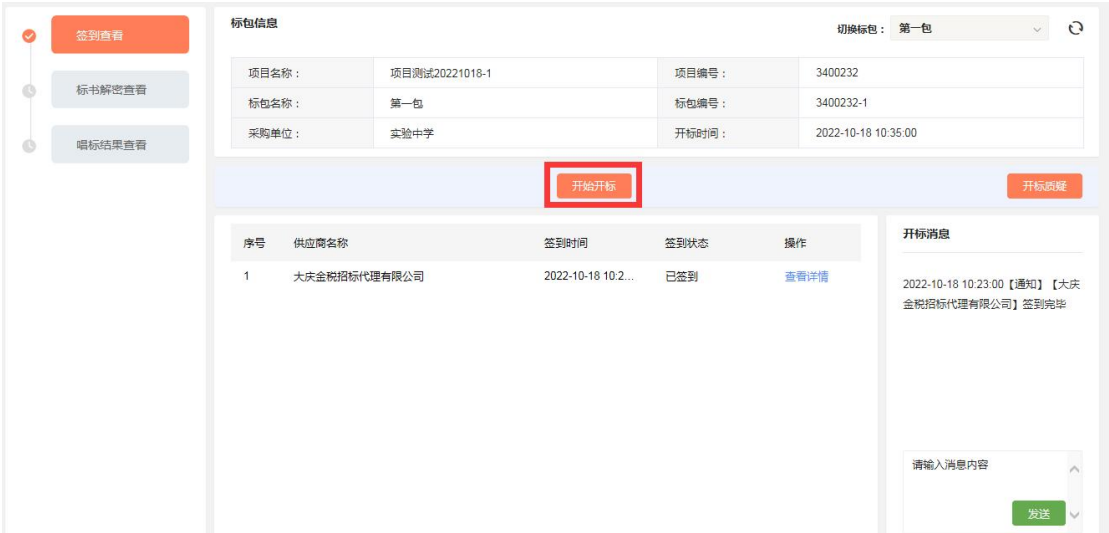 签到查看
标书解密查看
唱标结果查看
标包信息
切换标包： 第一包
项目名称： 项目测试20221018-1 项目编号： 3400232
标包名称： 第一包 标包编号： 3400232-1
采购单位： 实验中学 开标时间： 2022-10-18 10:35:00
开始开标 开标质疑
序号 供应商名称 签到时间 签到状态 操作
1 大庆金税招标代理有限公司 2022-10-18 10:2... 已签到 查看详情
开标消息
2022-10-18 10:23:00【通知】【大庆
金税招标代理有限公司】签到完毕
请输入消息内容
发送